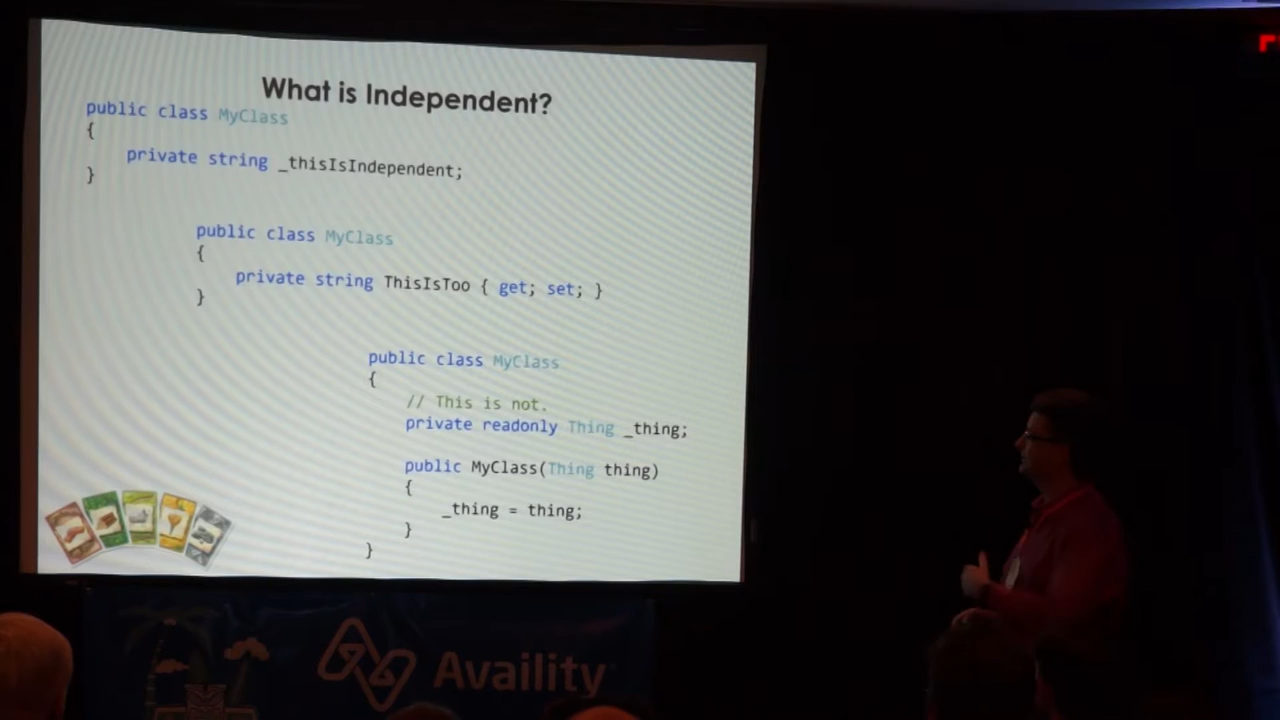 What is Independent?
public class MyClass
{
private string _thisIsIndependent;
}
public class MyClass
{
private string ThisIsToo { get; set; }
}
public class MyClass
{
// This is not.
private readonly Thing _thing;
public MyClass(Thing thing)
{
_thing = thing;
}
}
Availity